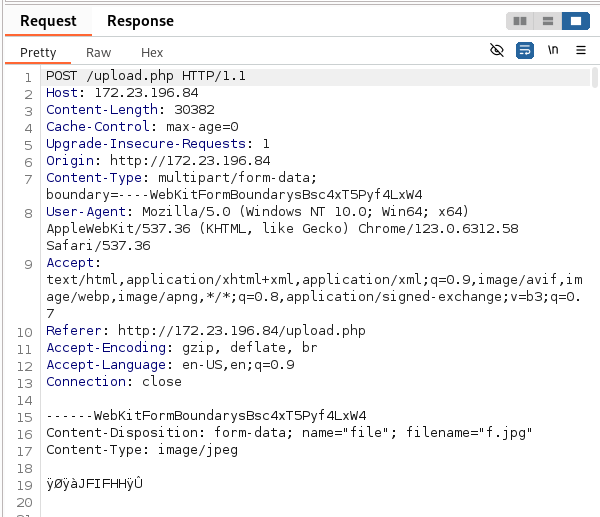 Request Response
Pretty Raw Hex \n
1 POST /upload.php HTTP/1.1
2 Host: 172.23.196.84
3 Content-Length: 30382
4 Cache-Control: max-age=0
5 Upgrade-Insecure-Requests: 1
6 Origin: http://172.23.196.84
7 Content-Type: multipart/form-data;
boundary=----WebKitFormBoundarysBsc4xT5Pyf4LxW4
8 User-Agent: Mozilla/5.0 (Windows NT 10.0; Win64; x64)
AppleWebKit/537.36 (KHTML, like Gecko) Chrome/123.0.6312.58
Safari/537.36
9 Accept:
text/html,application/xhtml+xml,application/xml;q=0.9,image/avif,im
age/webp,image/apng,*/*;q=0.8,application/signed-exchange;v=b3;q=0.
7
10 Referer: http://172.23.196.84/upload.php
11 Accept-Encoding: gzip, deflate, br
12 Accept-Language: en-US,en;q=0.9
13 Connection: close
14
15 ------WebKitFormBoundarysBsc4xT5Pyf4LxW4
16 Content-Disposition: form-data; name="file"; filename="f.jpg"
17 Content-Type: image/jpeg
18
19 ÿØÿàJFIFHHÿÛ
20